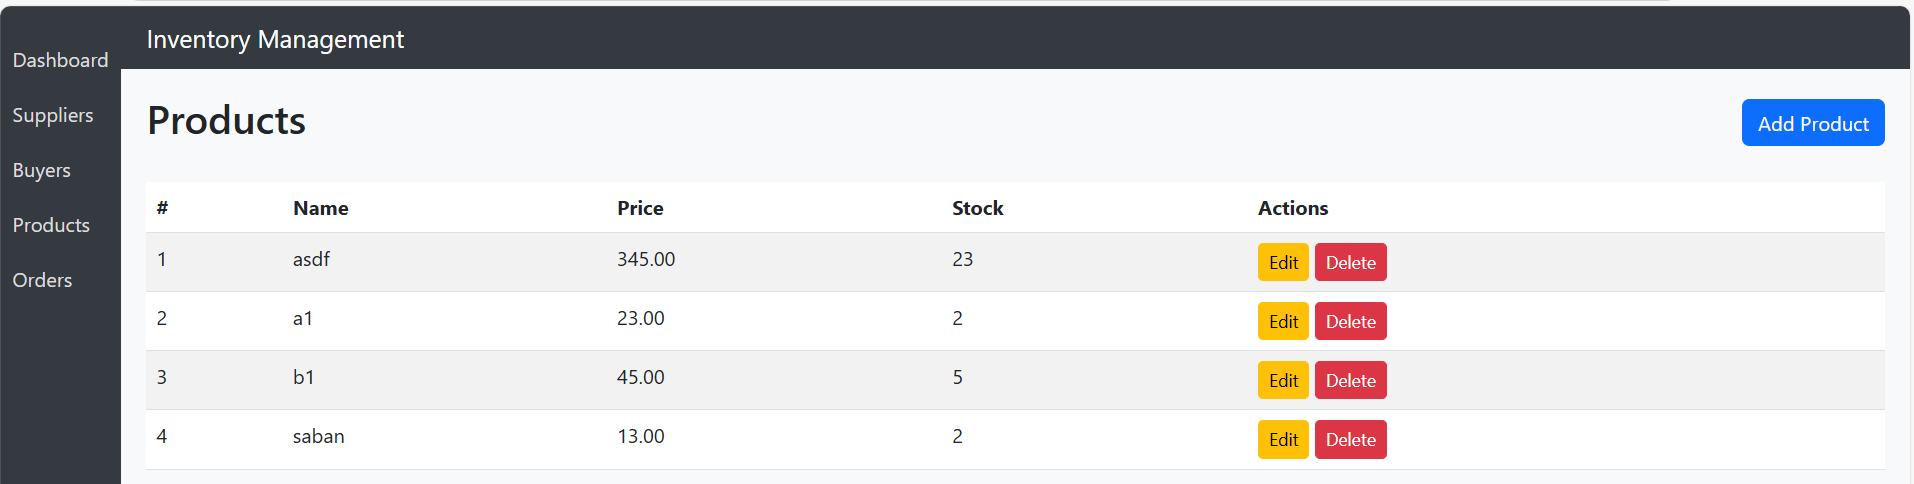 Inventory Management
Dashboard
Suppliers
Buyers
Products
Orders
Products
Add Product
# Name Price Stock Actions
1 asdf 345.00 23 Edit Delete
2 a1 23.00 2 Edit Delete
3 b1 45.00 5 Edit Delete
4 saban 13.00 2 Edit Delete